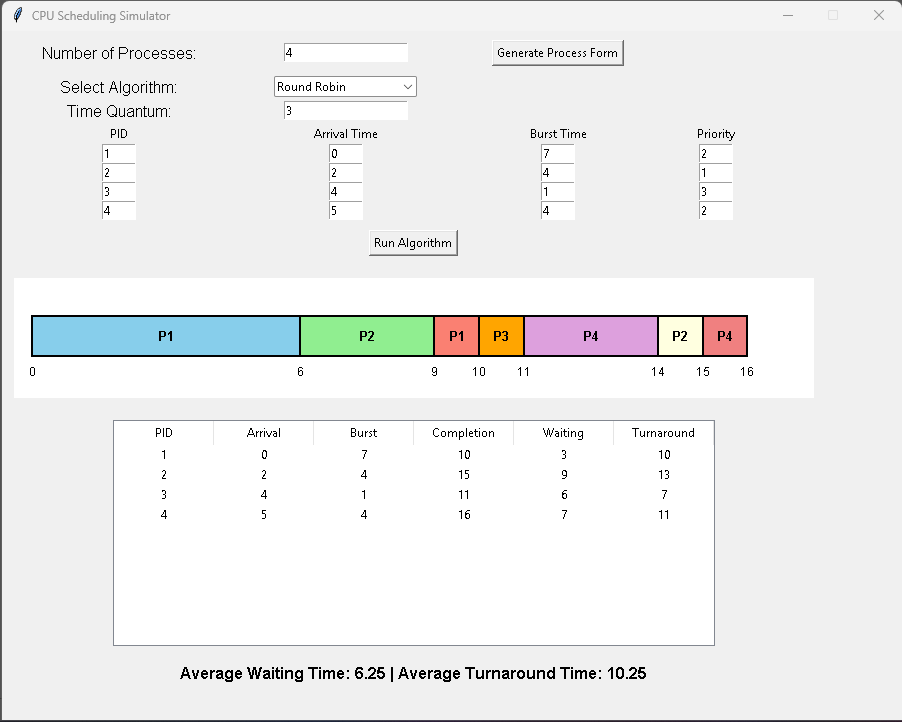 CPU Scheduling Simulator
Number of Processes: 4 Generate Process Form
Select Algorithm: Round Robin
Time Quantum: 3
PID Arrival Time Burst Time Priority
1 0 7 2
2 2 4 1
3 4 1 3
4 5 4 2
Run Algorithm
P1 P2 P1 P3 P4 P2 P4
0 6 9 10 11 14 15 16
PID Arrival Burst Completion Waiting Turnaround
1 0 7 10 3 10
2 2 4 15 9 13
3 4 1 11 6 7
4 5 4 16 7 11
Average Waiting Time: 6.25 | Average Turnaround Time: 10.25